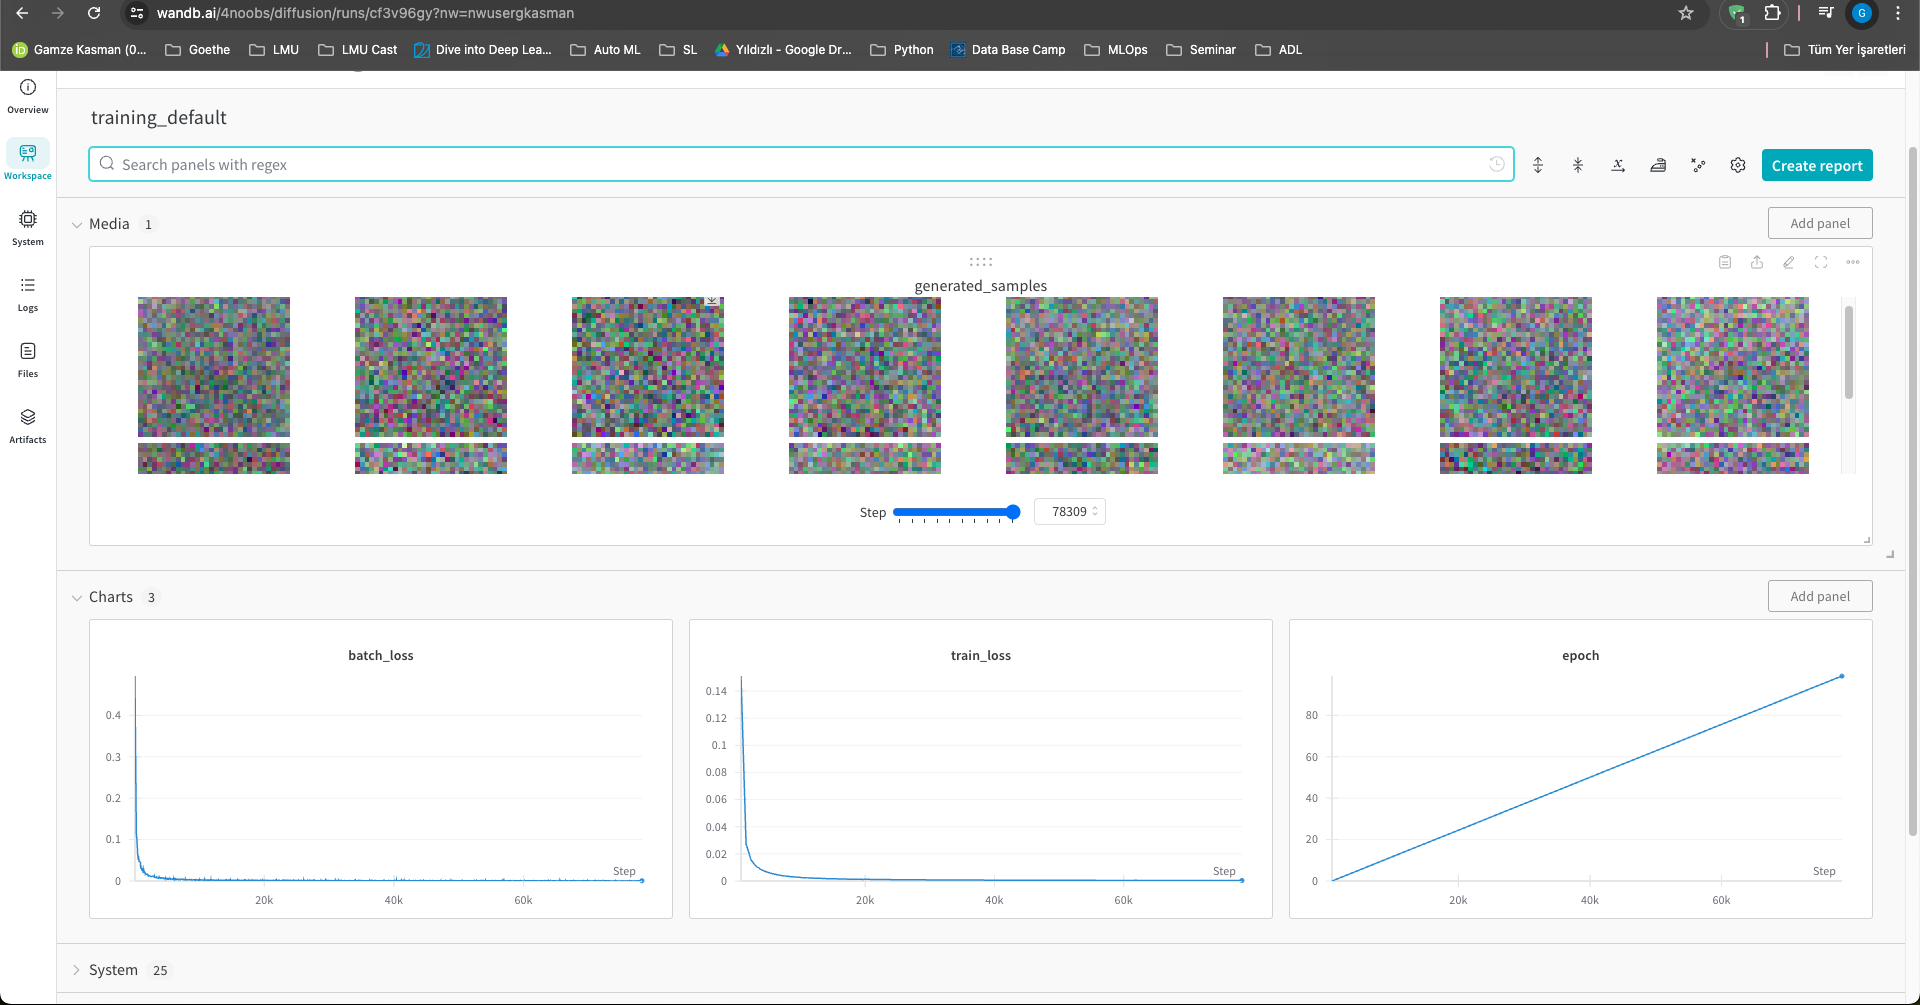 wandb.ai/4noobs/diffusion/runs/cf3v96gy?nw=nwusergkasman
1
G
iD Gamze Kasman (0...
Goethe
LMU
LMU Cast
Dive into Deep Lea...
Auto ML
SL
Yıldızlı - Google Dr...
Python
Data Base Camp
MLOps
Seminar
ADL
Tüm Yer İşaretleri
Overview
Workspace
System
Logs
Files
Artifacts
training_default
Search panels with regex
Create report
Media 1
Add panel
generated_samples
Step 78309
Charts 3
Add panel
batch_loss
0.4
0.3
0.2
0.1
0
Step
20k 40k 60k
train_loss
0.14
0.12
0.1
0.08
0.06
0.04
0.02
0
Step
20k 40k 60k
epoch
80
60
40
20
0
Step
20k 40k 60k
System 25